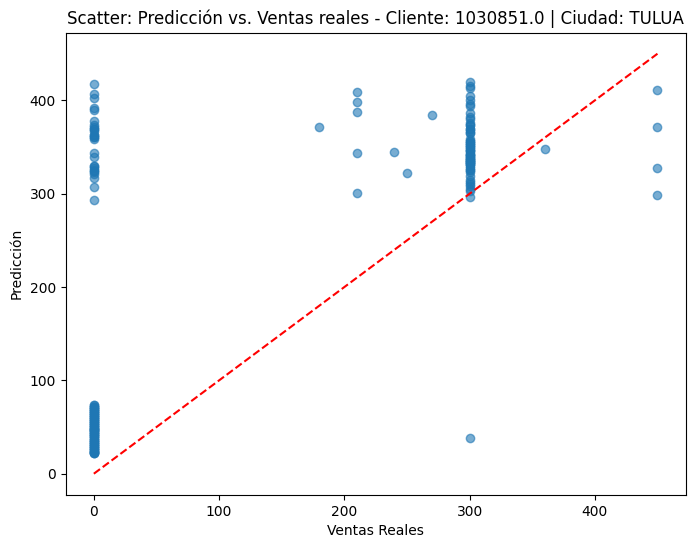 Scatter: Predicción vs. Ventas reales - Cliente: 1030851.0 | Ciudad: TULUA
400
300
200
100
0
Predicción
0 100 200 300 400
Ventas Reales